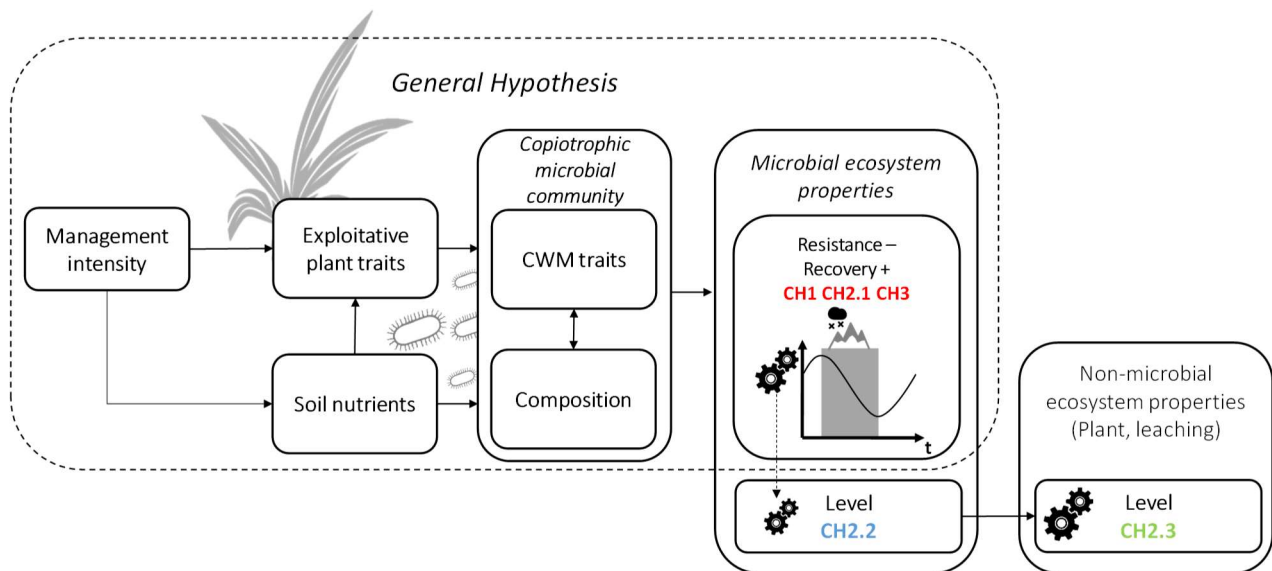 General Hypothesis
Management
intensity
Exploitative
plant traits
Soil nutrients
Copiotrophic
microbial
community
CWM traits
Composition
Microbial ecosystem
properties
Resistance –
Recovery +
CH1 CH2.1 CH3
t
Level
CH2.2
Non-microbial
ecosystem properties
(Plant, leaching)
Level
CH2.3